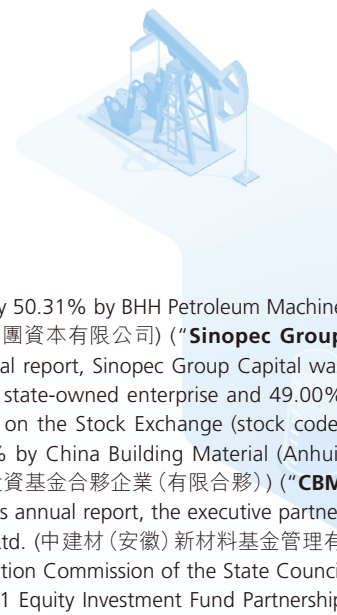 y 50.31% by BHH Petroleum Machine
團資本有限公司) ("Sinopec Group
al report, Sinopec Group Capital was
state-owned enterprise and 49.00%
on the Stock Exchange (stock code
% by China Building Material (Anhui
資基金合夥企業(有限合夥)) ("CBM
s annual report, the executive partne
Ltd. (中建材(安徽)新材料基金管理有
tion Commission of the State Counci
1 Equity Investment Fund Partnership